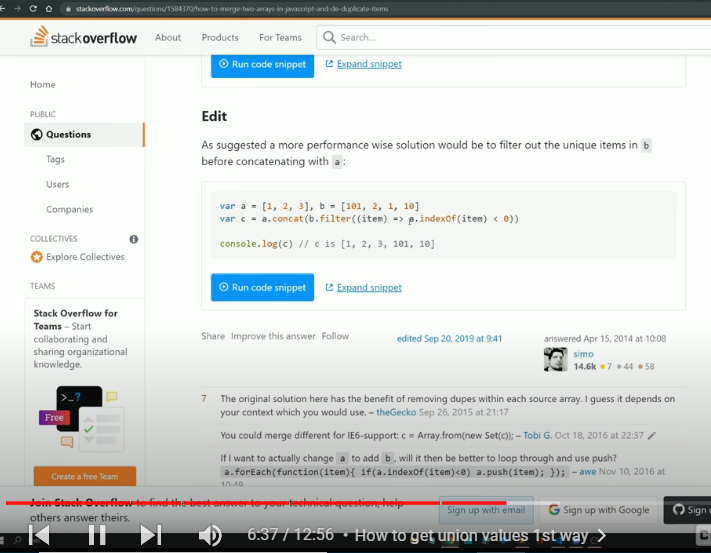 stackoverflow.com/questions/1584370/how-to-merge-two-arrays-in-javascript-and-de-duplicate-items
stackoverflow About Products For Teams Search...
Run code snippet Expand snippet
Home
PUBLIC
Questions
Tags
Users
Companies
COLLECTIVES
Explore Collectives
TEAMS
Stack Overflow for
Teams – Start
collaborating and
sharing organizational
knowledge.
>_?
Free
Create a free Team
Edit
As suggested a more performance wise solution would be to filter out the unique items in b
before concatenating with a :
var a = [1, 2, 3], b = [101, 2, 1, 10]
var c = a.concat(b.filter((item) => a.indexOf(item) < 0))
console.log(c) // c is [1, 2, 3, 101, 10]
Run code snippet Expand snippet
Share Improve this answer Follow
edited Sep 20, 2019 at 9:41
answered Apr 15, 2014 at 10:08
simo
14.6k 7 44 58
7 The original solution here has the benefit of removing dupes within each source array. I guess it depends on
your context which you would use. – theGecko Sep 26, 2015 at 21:17
You could merge different for IE6-support: c = Array.from(new Set(c)); – Tobi G. Oct 18, 2016 at 22:37
If I want to actually change a to add b , will it then be better to loop through and use push?
a.forEach(function(item){ if(a.indexOf(item)<0) a.push(item); }); – awe Nov 10, 2016 at
10:49
Join Stack Overflow to find the best answer to your technical question, help
others answer theirs.
Sign up with email
Sign up with Google
Sign
6:37 / 12:56 • How to get union values 1st way